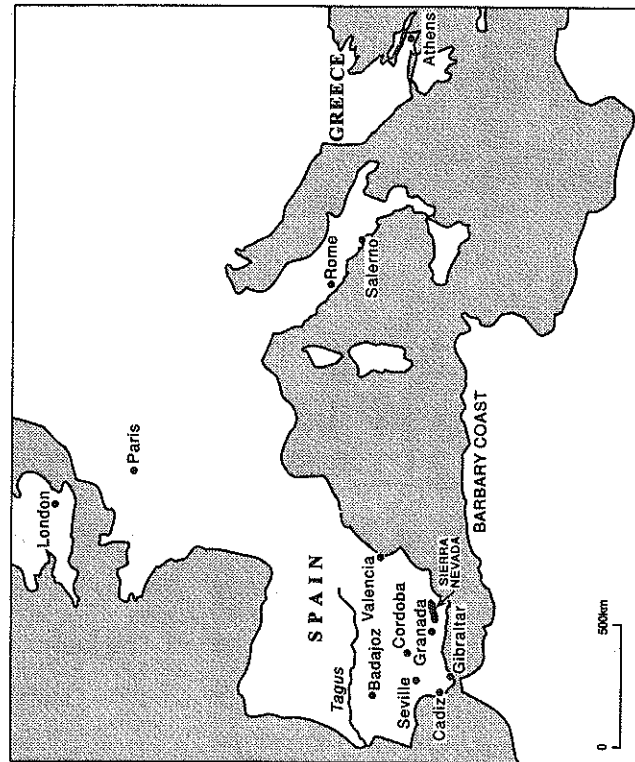 London
Paris
GREECE
Athens
Rome
Salerno
SPAIN
Tagus
Badajoz
Valencia
Cordoba
Seville
Granada
SIERRA
NEVADA
Cadiz
Gibraltar
BARBARY COAST
0
500km